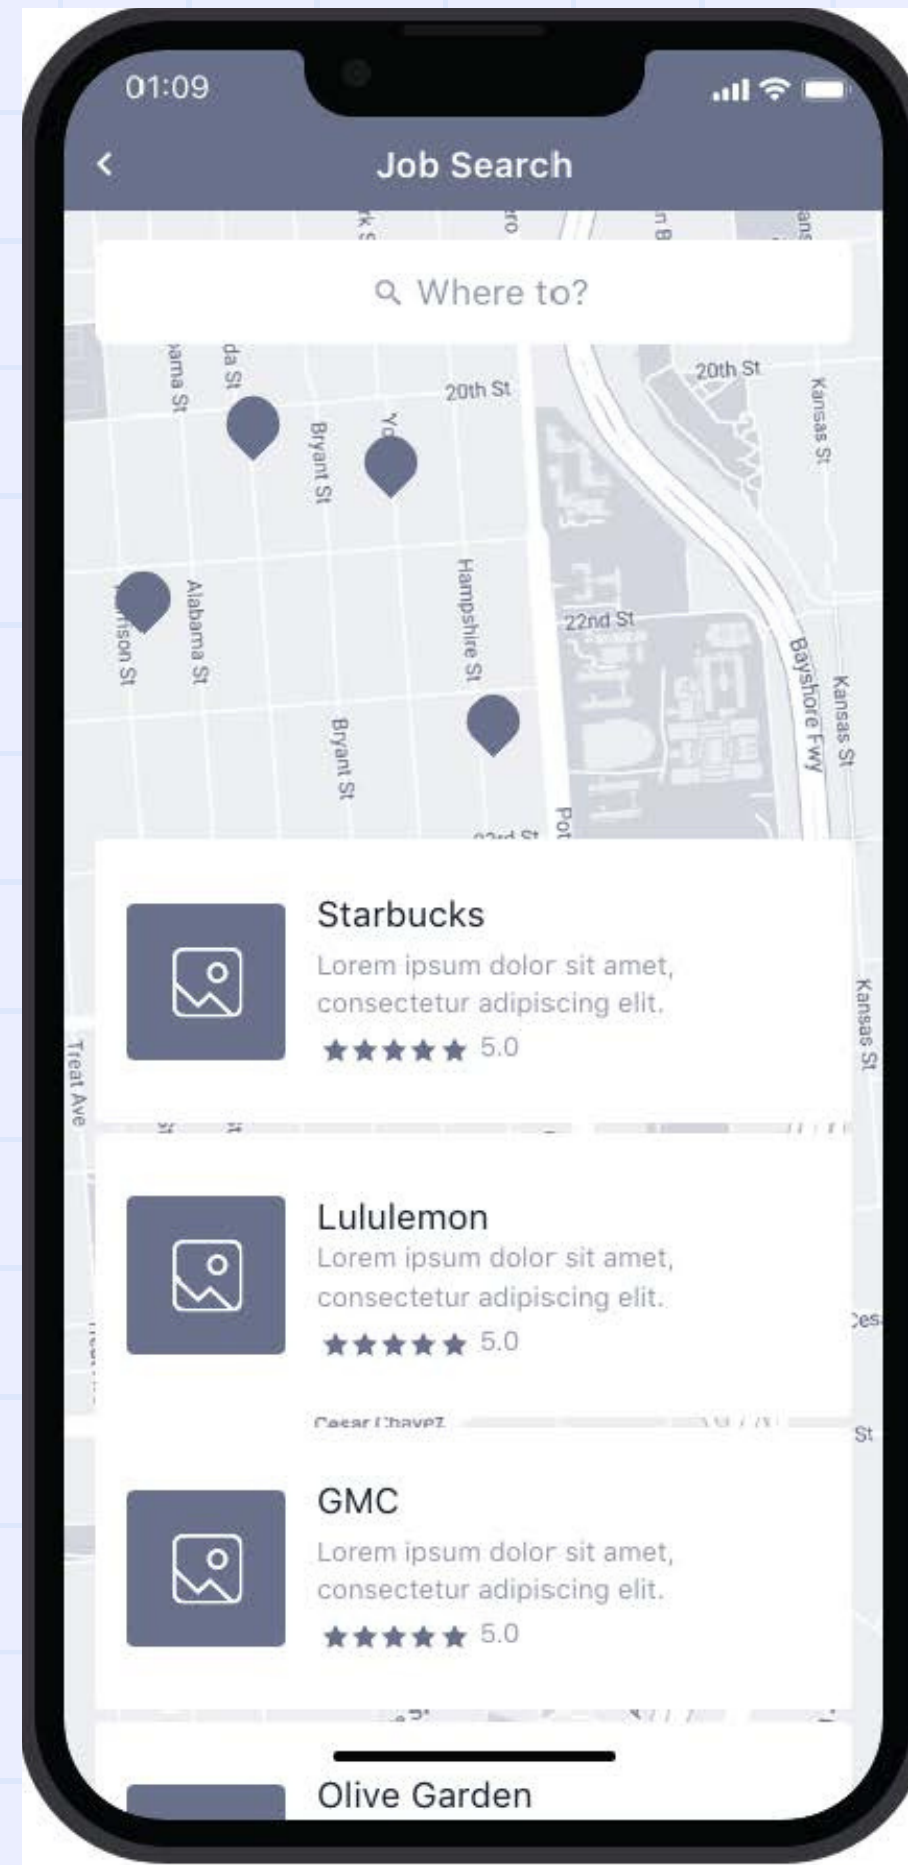 01:09
Job Search
Where to?
20th St
20th St
Kansas St
Bryant St
Hampshire St
Alabama St
22nd St
Bayshore Fwy
Kansas St
Bryant St
Starbucks
Lorem ipsum dolor sit amet,
consectetur adipiscing elit.
5.0
Kansas St
Treat Ave
Lululemon
Lorem ipsum dolor sit amet,
consectetur adipiscing elit.
5.0
Cesar Chavez
St
GMC
Lorem ipsum dolor sit amet,
consectetur adipiscing elit.
5.0
Olive Garden